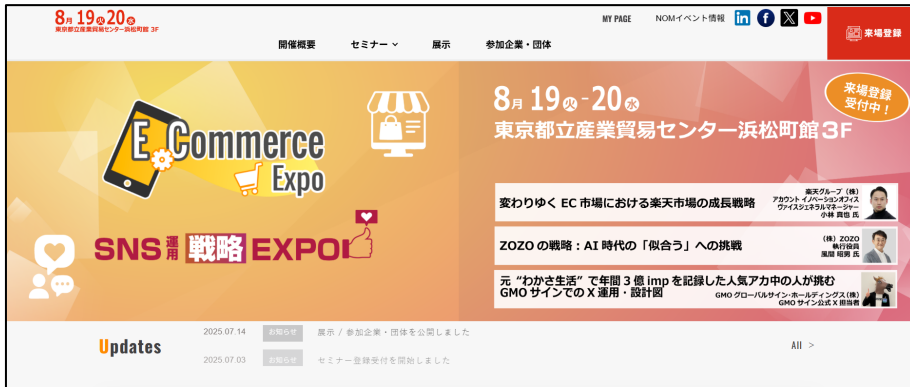 8月 19火 20水
東京都立産業貿易センター浜松町館 3F
MY PAGE NOMイベント情報 in f X
来場登録
開催概要 セミナー 展示 参加企業・団体
E Commerce
Expo
SNS 運用 戦略 EXPO
8月 19火 - 20水
東京都立産業貿易センター浜松町館 3F
来場登録
受付中！
変わりゆく EC 市場における楽天市場の成長戦略
楽天グループ（株）
アカウント イノベーションオフィス
ヴァイスジェネラルマネージャー
小林 真也 氏
ZOZO の戦略：AI 時代の「似合う」への挑戦
（株）ZOZO
執行役員
風間 昭男 氏
元 “わかさ生活” で年間 3 億 imp を記録した人気アカ中の人が挑む
GMO サインでの X 運用・設計図
GMO グローバルサイン・ホールディングス（株）
GMO サイン公式 X 担当者
Updates
2025.07.14 お知らせ 展示 / 参加企業・団体を公開しました
2025.07.03 お知らせ セミナー登録受付を開始しました
All >